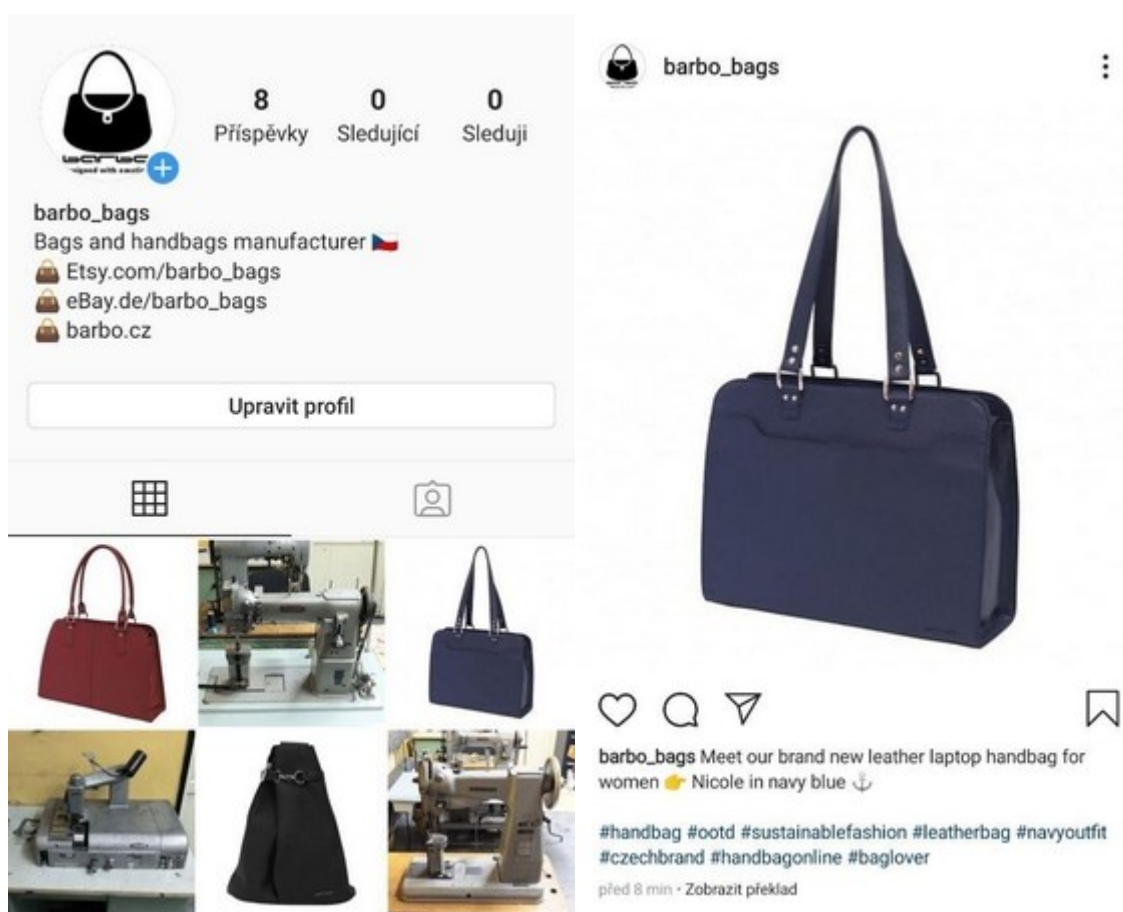 8 0 0
Příspěvky Sledující Sleduji
barbo_bags
Bags and handbags manufacturer 🇨🇿
👜 Etsy.com/barbo_bags
👜 eBay.de/barbo_bags
👜 barbo.cz
Upravit profil
barbo_bags
barbo_bags Meet our brand new leather laptop handbag for
women 👉 Nicole in navy blue ⚓
#handbag #ootd #sustainablefashion #leatherbag #navyoutfit
#czechbrand #handbagonline #baglover
před 8 min • Zobrazit překlad